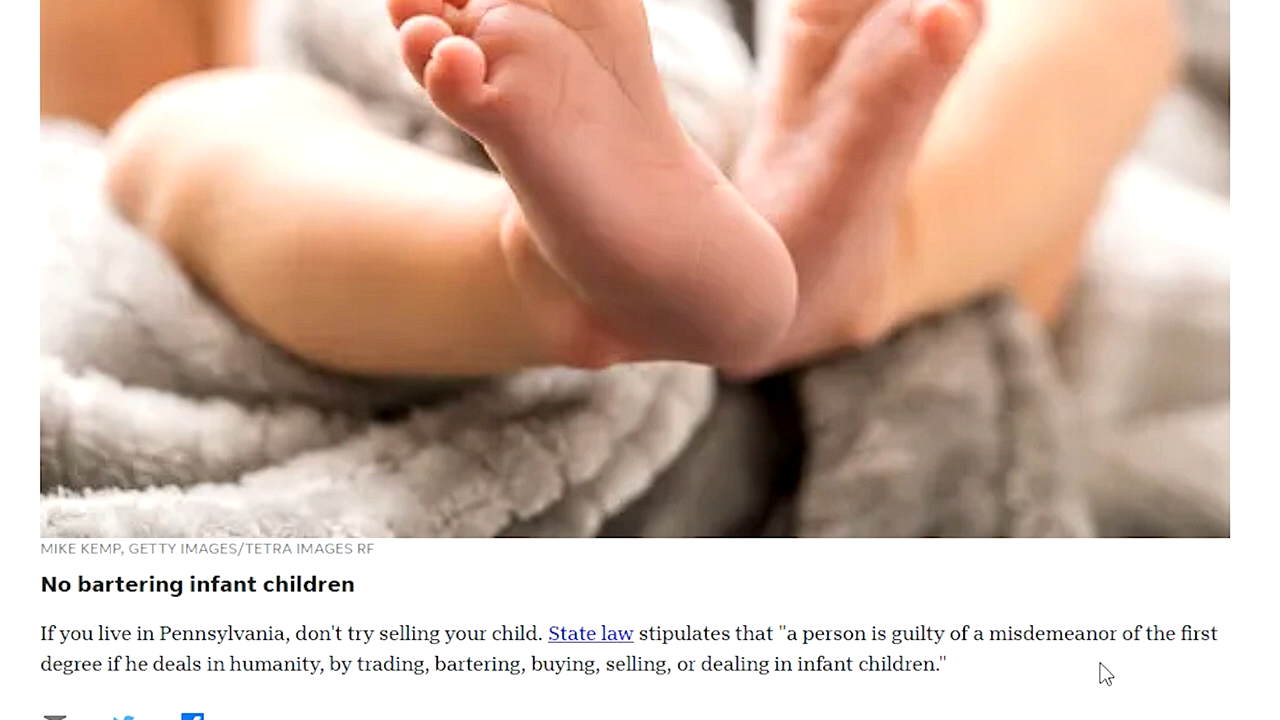 MIKE KEMP, GETTY IMAGES/TETRA IMAGES RF
No bartering infant children
If you live in Pennsylvania, don't try selling your child. State law stipulates that "a person is guilty of a misdemeanor of the first
degree if he deals in humanity, by trading, bartering, buying, selling, or dealing in infant children."